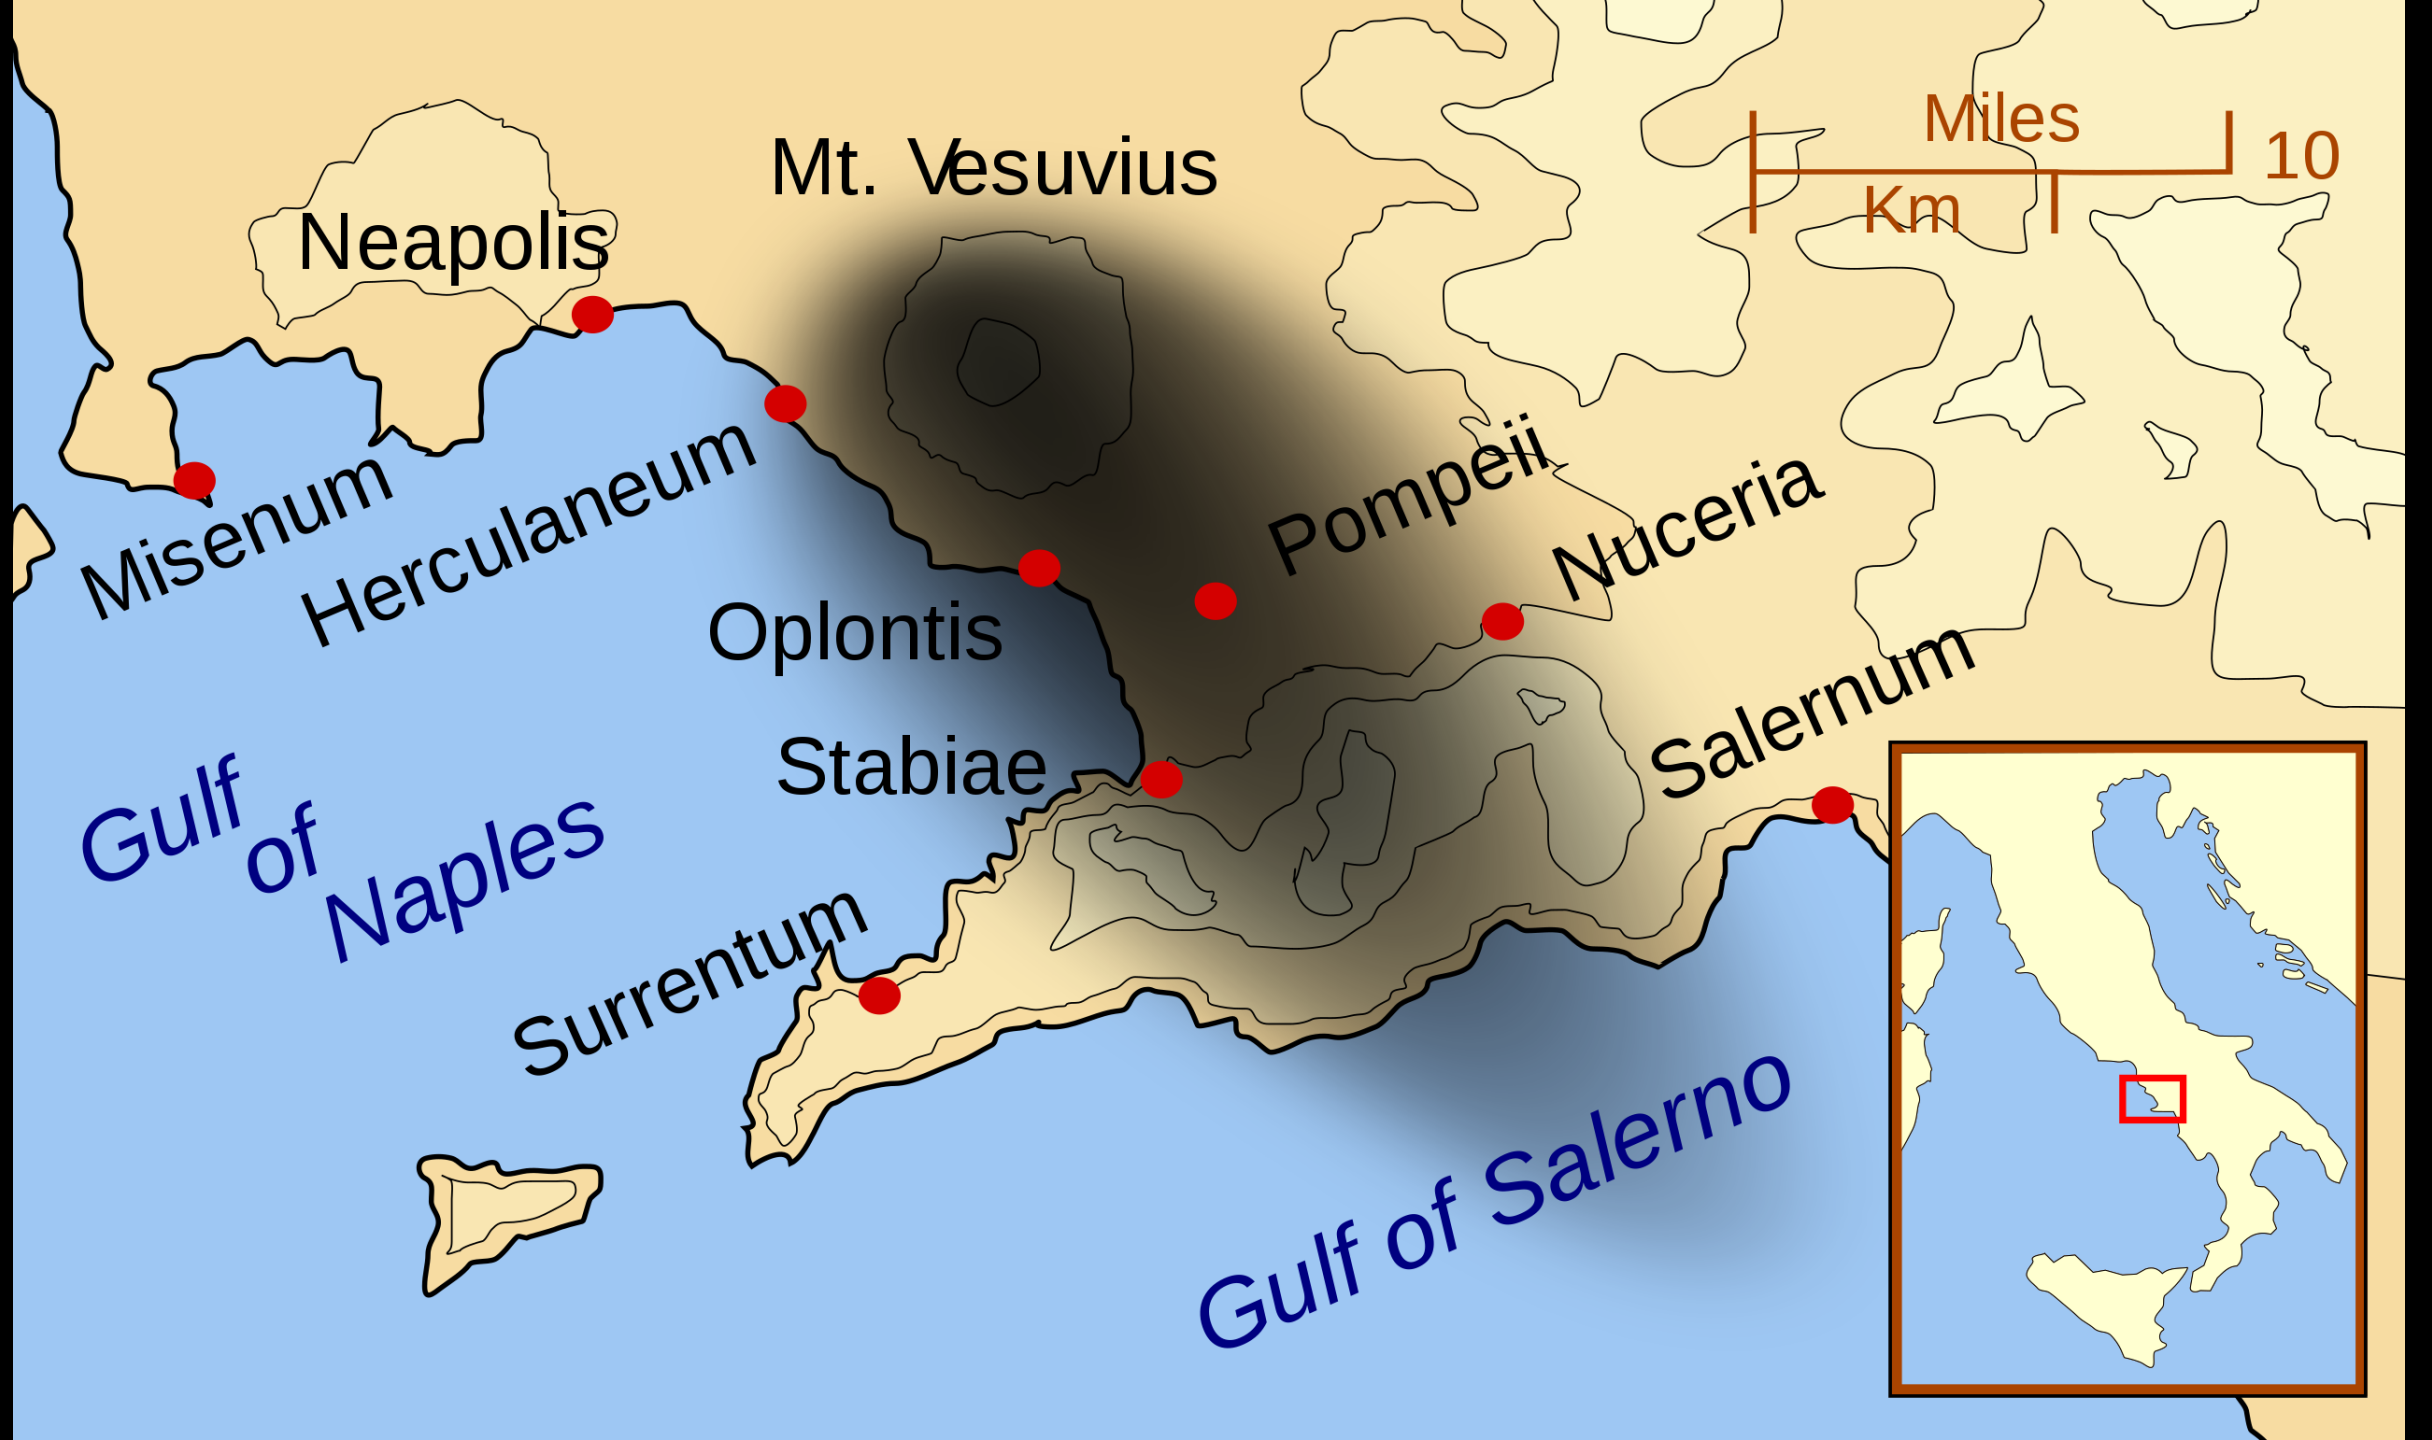 Miles
10
Km
Mt. Vesuvius
Neapolis
Misenum
Herculaneum
Pompeii
Nuceria
Oplontis
Salernum
Stabiae
Gulf
of
Naples
Surrentum
Gulf of Salerno